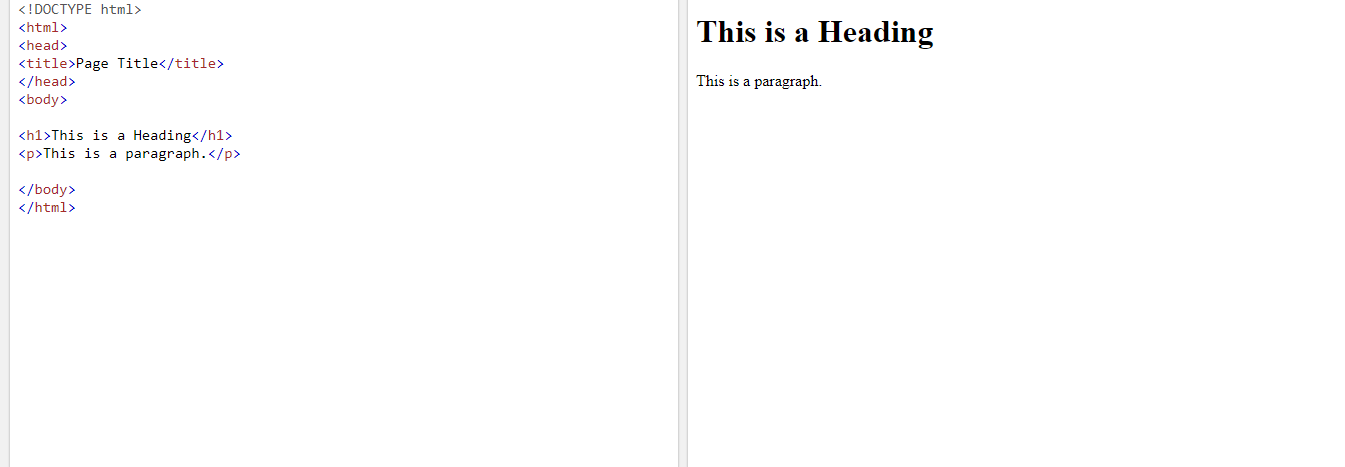 <!DOCTYPE html>
<html>
<head>
<title>Page Title</title>
</head>
<body>
<h1>This is a Heading</h1>
<p>This is a paragraph.</p>
</body>
</html>
This is a Heading
This is a paragraph.